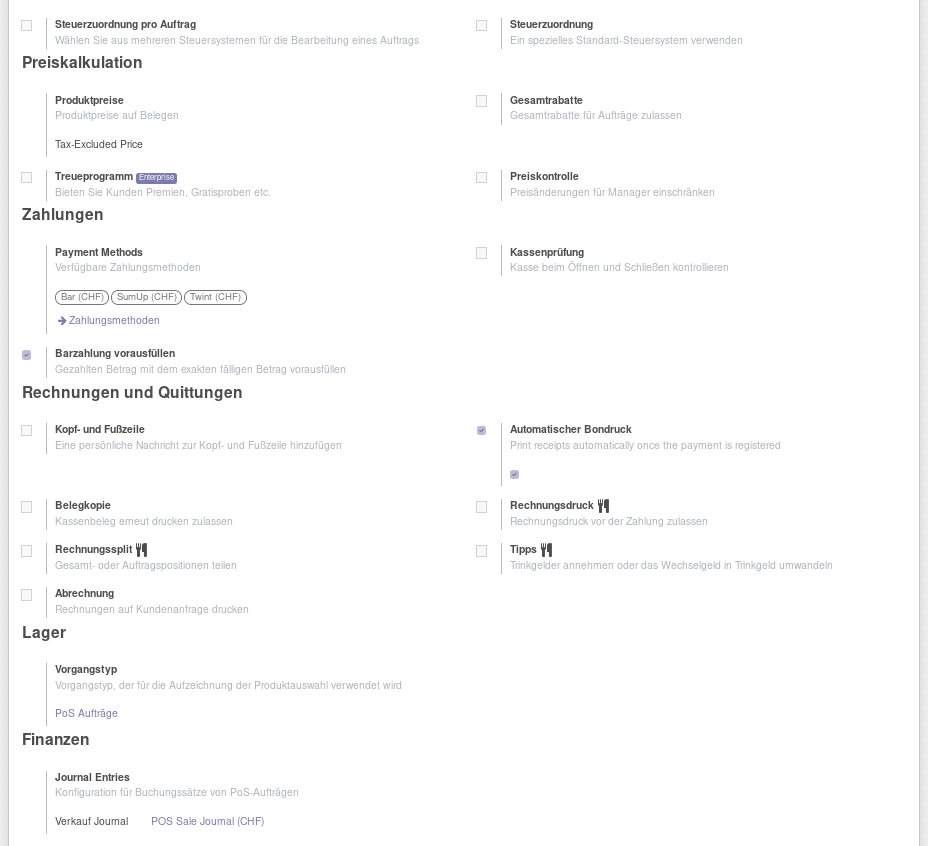 Steuerzuordnung pro Auftrag
Wählen Sie aus mehreren Steuersystemen für die Bearbeitung eines Auftrags
Steuerzuordnung
Ein spezielles Standard-Steuersystem verwenden
Preiskalkulation
Produktpreise
Produktpreise auf Belegen
Tax-Excluded Price
Gesamtrabatte
Gesamtrabatte für Aufträge zulassen
Treueprogramm Enterprise
Bieten Sie Kunden Premien, Gratisproben etc.
Preiskontrolle
Preisänderungen für Manager einschränken
Zahlungen
Payment Methods
Verfügbare Zahlungsmethoden
Bar (CHF) SumUp (CHF) Twint (CHF)
Zahlungsmethoden
Kassenprüfung
Kasse beim Öffnen und Schließen kontrollieren
Barzahlung vorausfüllen
Gezahlten Betrag mit dem exakten fälligen Betrag vorausfüllen
Rechnungen und Quittungen
Kopf- und Fußzeile
Eine persönliche Nachricht zur Kopf- und Fußzeile hinzufügen
Automatischer Bondruck
Print receipts automatically once the payment is registered
Belegkopie
Kassenbeleg erneut drucken zulassen
Rechnungsdruck
Rechnungsdruck vor der Zahlung zulassen
Rechnungssplit
Gesamt- oder Auftragspositionen teilen
Tipps
Trinkgelder annehmen oder das Wechselgeld in Trinkgeld umwandeln
Abrechnung
Rechnungen auf Kundenanfrage drucken
Lager
Vorgangstyp
Vorgangstyp, der für die Aufzeichnung der Produktauswahl verwendet wird
PoS Aufträge
Finanzen
Journal Entries
Konfiguration für Buchungssätze von PoS-Aufträgen
Verkauf Journal POS Sale Journal (CHF)